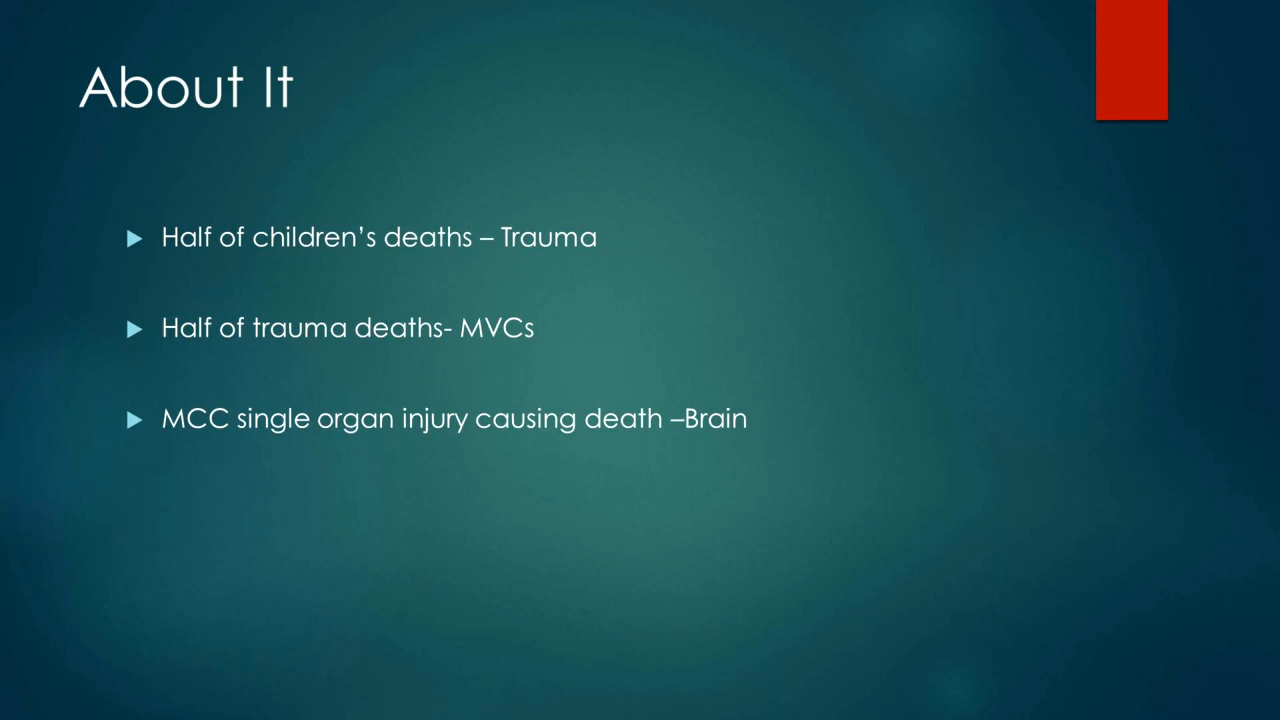 About It
Half of children’s deaths – Trauma
Half of trauma deaths- MVCs
MCC single organ injury causing death –Brain